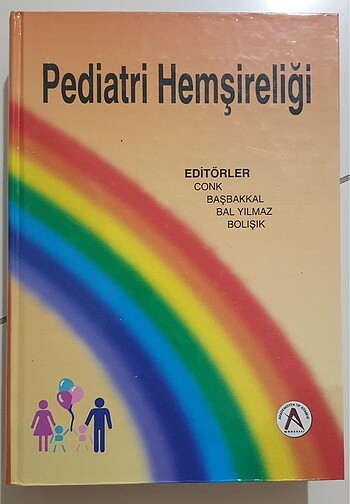 Pediatri Hemşireliği
EDİTÖRLER
CONK
BAŞBAKKAL
BAL YILMAZ
BOLIŞIK